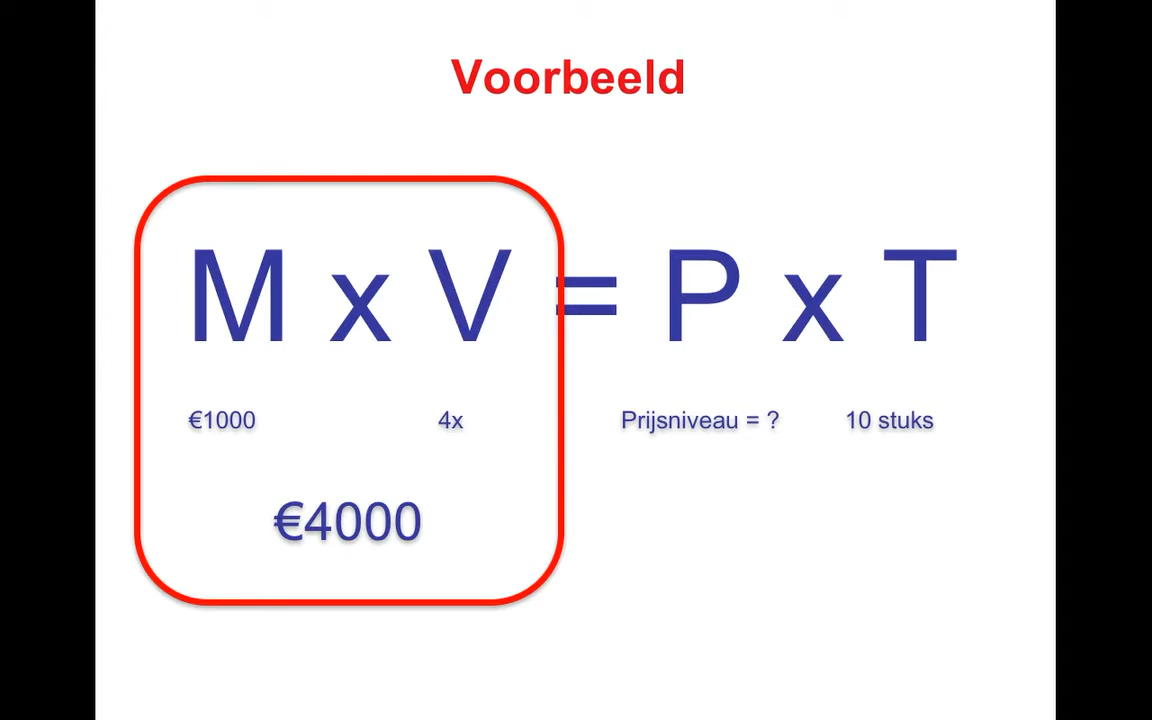 Voorbeeld
M x V = P x T
€1000 4x Prijsniveau = ? 10 stuks
€4000